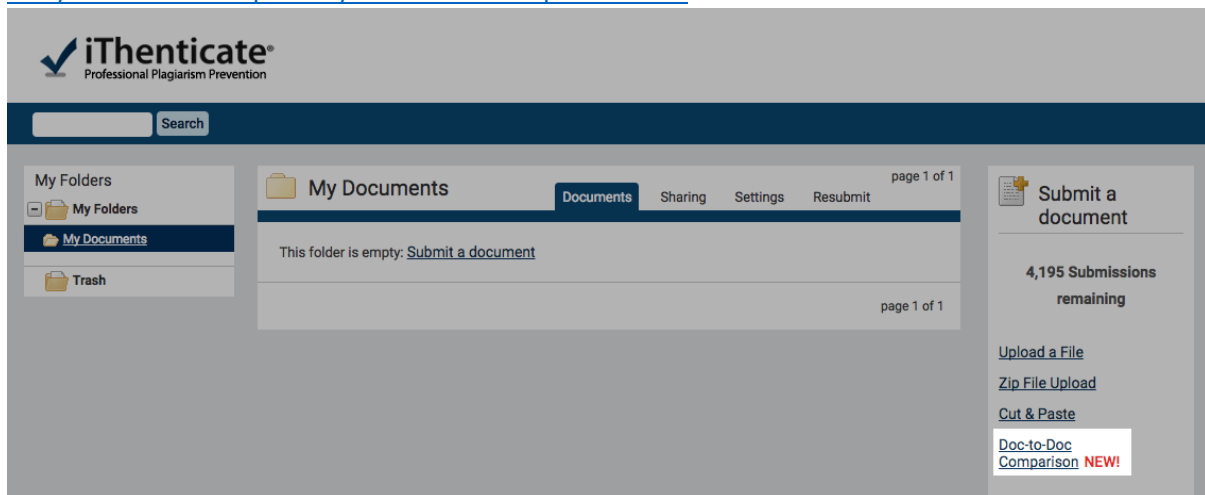 iThenticate®
Professional Plagiarism Prevention
Search
My Folders
My Folders
My Documents
Trash
My Documents
Documents
Sharing
Settings
Resubmit
page 1 of 1
This folder is empty: Submit a document
page 1 of 1
Submit a
document
4,195 Submissions
remaining
Upload a File
Zip File Upload
Cut & Paste
Doc-to-Doc
Comparison NEW!